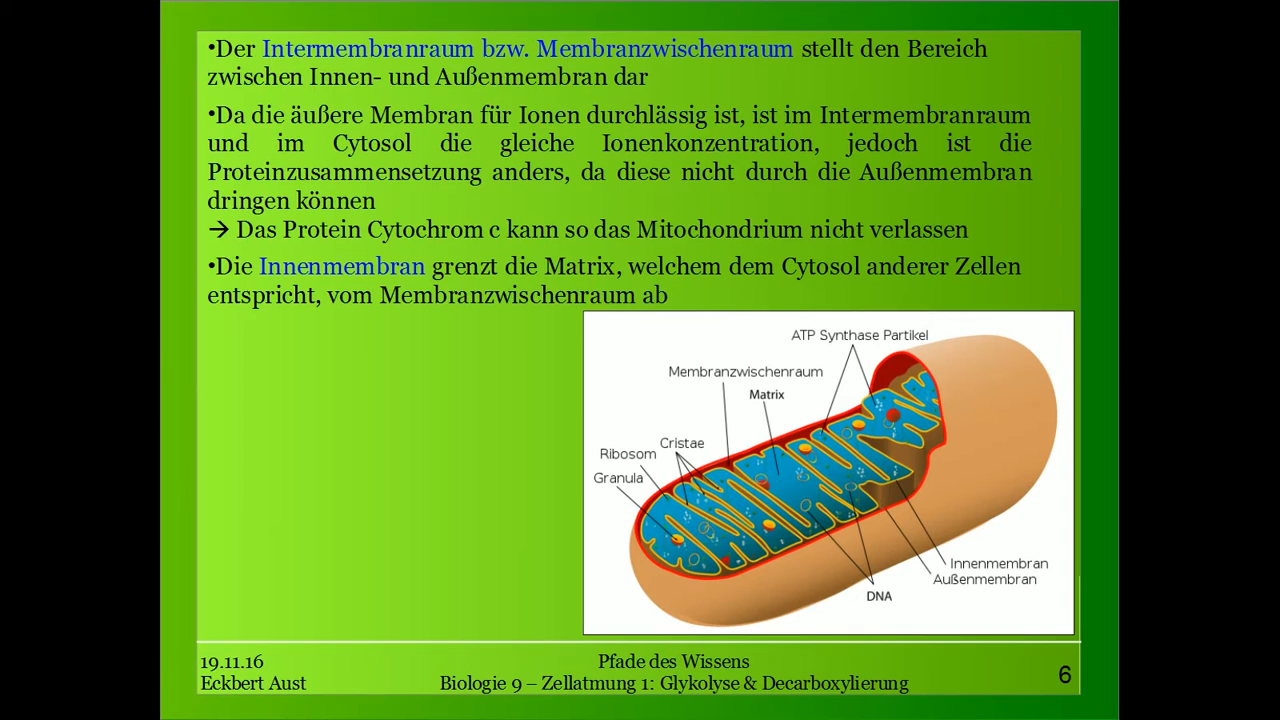 •Der Intermembranraum bzw. Membranzwischenraum stellt den Bereich
zwischen Innen- und Außenmembran dar
•Da die äußere Membran für Ionen durchlässig ist, ist im Intermembranraum
und im Cytosol die gleiche Ionenkonzentration, jedoch ist die
Proteinzusammensetzung anders, da diese nicht durch die Außenmembran
dringen können
→ Das Protein Cytochrom c kann so das Mitochondrium nicht verlassen
•Die Innenmembran grenzt die Matrix, welchem dem Cytosol anderer Zellen
entspricht, vom Membranzwischenraum ab
ATP Synthase Partikel
Membranzwischenraum
Matrix
Cristae
Ribosom
Granula
Innenmembran
Außenmembran
DNA
19.11.16
Eckbert Aust
Pfade des Wissens
Biologie 9 – Zellatmung 1: Glykolyse & Decarboxylierung
6